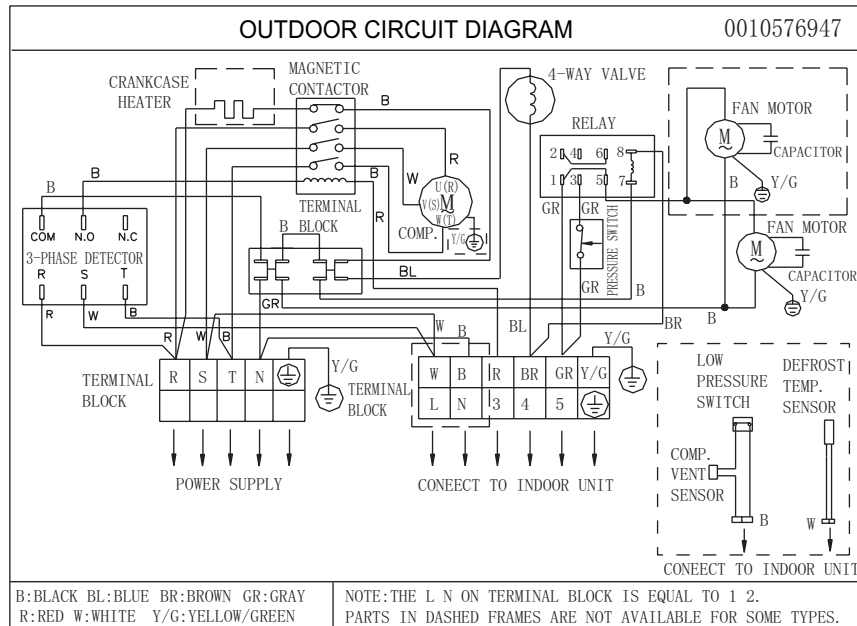 OUTDOOR CIRCUIT DIAGRAM
0010576947
CRANKCASE
HEATER
MAGNETIC
CONTACTOR
B
4-WAY VALVE
FAN MOTOR
M
CAPACITOR
Y/G
B
RELAY
2 4 6 8
1 3 5 7
R
W
B
R
U(R)
V(S) M
W(T)
COMP.
Y/G
B
B
COM N.O N.C
3-PHASE DETECTOR
R S T
R
W
B
TERMINAL
BLOCK
B
GR
BL
GR
GR
PRESSURE SWITCH
GR
B
BL
BR
B
FAN MOTOR
M
CAPACITOR
Y/G
R
W
B
W
B
Y/G
Y/G
TERMINAL
BLOCK
R S T N
TERMINAL
BLOCK
W B R BR GR Y/G
L N 3 4 5
POWER SUPPLY
CONEECT TO INDOOR UNIT
LOW
PRESSURE
SWITCH
DEFROST
TEMP.
SENSOR
COMP.
VENT
SENSOR
B
W
CONEECT TO INDOOR UNIT
B:BLACK BL:BLUE BR:BROWN GR:GRAY
R:RED W:WHITE Y/G:YELLOW/GREEN
NOTE:THE L N ON TERMINAL BLOCK IS EQUAL TO 1 2.
PARTS IN DASHED FRAMES ARE NOT AVAILABLE FOR SOME TYPES.